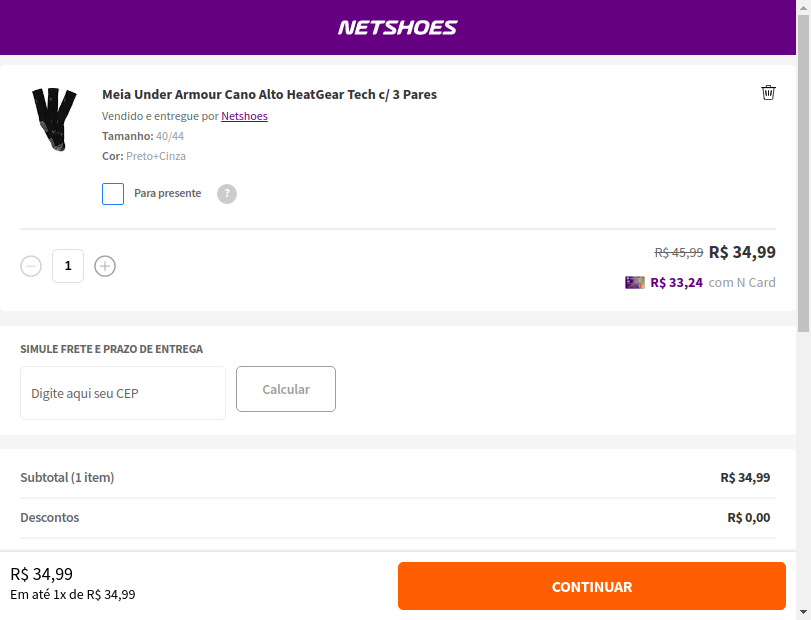 NETSHOES
Meia Under Armour Cano Alto HeatGear Tech c/ 3 Pares
Vendido e entregue por Netshoes
Tamanho: 40/44
Cor: Preto+Cinza
Para presente ?
1
R$ 45,99 R$ 34,99
R$ 33,24 com N Card
SIMULE FRETE E PRAZO DE ENTREGA
Digite aqui seu CEP
Calcular
Subtotal (1 item) R$ 34,99
Descontos R$ 0,00
R$ 34,99
Em até 1x de R$ 34,99
CONTINUAR